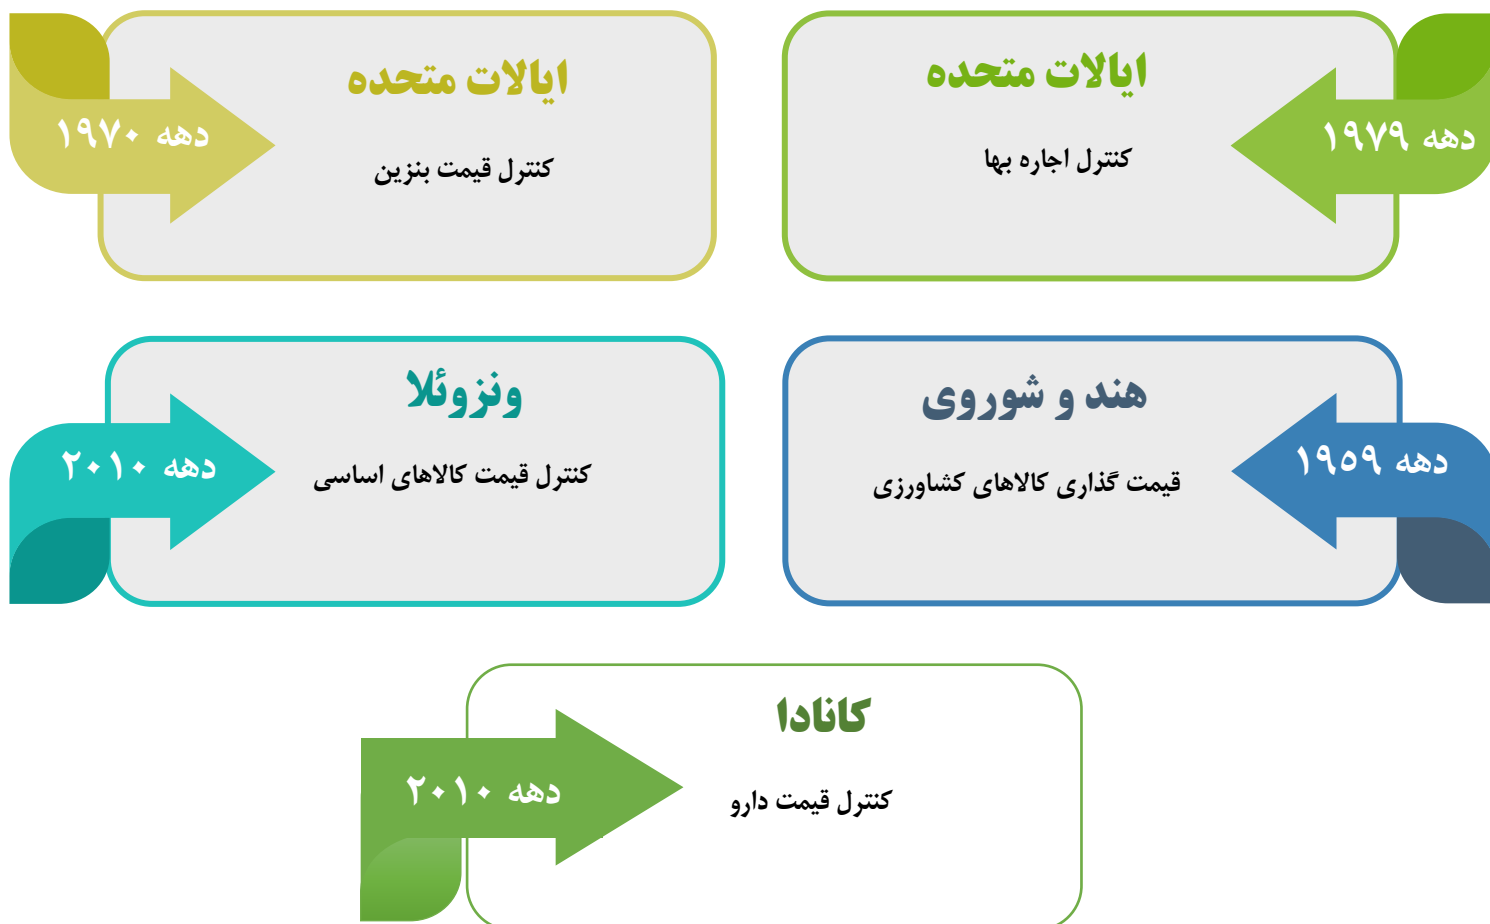 ایالات متحده
کنترل اجاره بها
دهه ۱۹۷۹
ایالات متحده
کنترل قیمت بنزین
دهه ۱۹۷۰
هند و شوروی
قیمت گذاری کالاهای کشاورزی
دهه ۱۹۵۹
ونزوئلا
کنترل قیمت کالاهای اساسی
دهه ۲۰۱۰
کانادا
کنترل قیمت دارو
دهه ۲۰۱۰